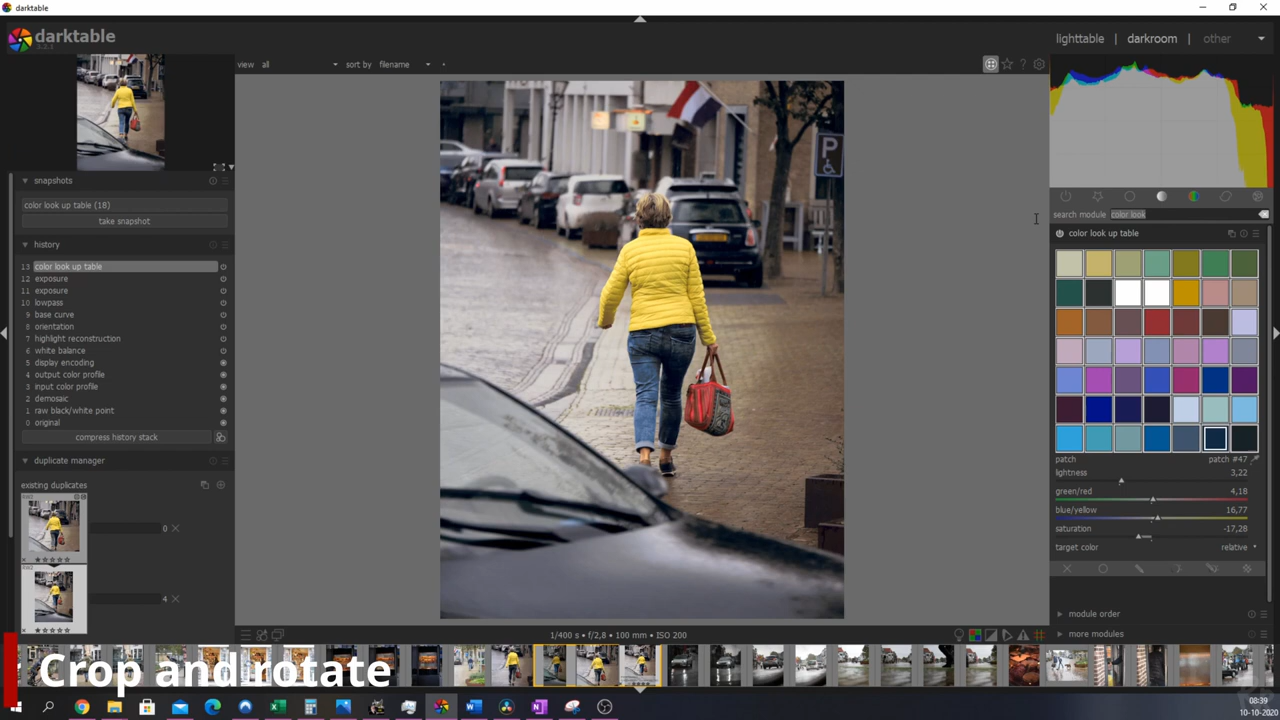 darktable
darktable
3.2.1
lighttable | darkroom | other
view all sort by filename
snapshots
color look up table (18)
take snapshot
history
13 color look up table
12 exposure
11 exposure
10 lowpass
9 base curve
8 orientation
7 highlight reconstruction
6 white balance
5 display encoding
4 output color profile
3 input color profile
2 demosaic
1 raw black/white point
0 original
compress history stack
duplicate manager
existing duplicates
0
4
P
search module color look
color look up table
patch patch #47
lightness 3,22
green/red 4,18
blue/yellow 16,77
saturation -17,28
target color relative
module order
more modules
1/400 s • f/2,8 • 100 mm • ISO 200
Crop and rotate
08:39
10-10-2020